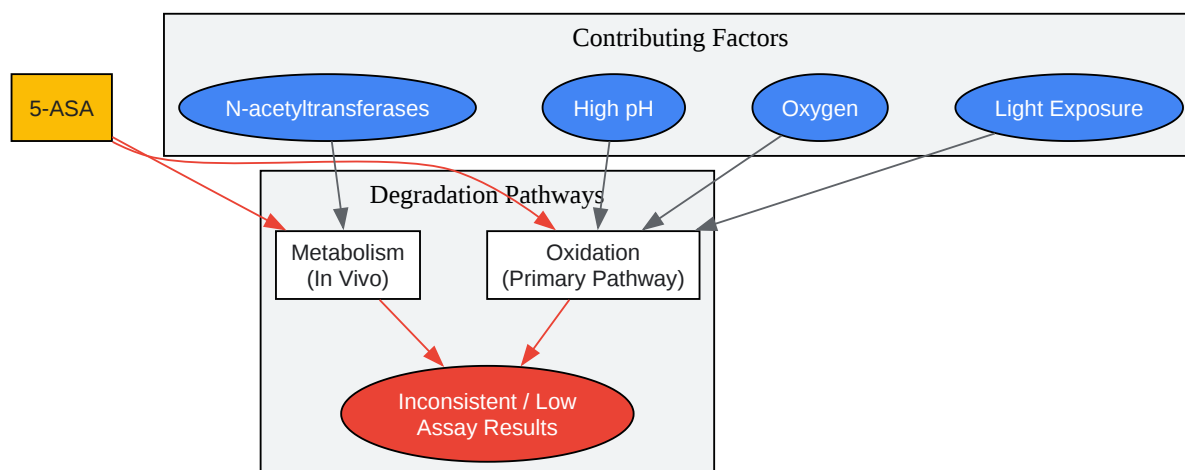 Contributing Factors
5-ASA
N-acetyltransferases
High pH
Oxygen
Light Exposure
Degradation Pathways
Metabolism
(In Vivo)
Oxidation
(Primary Pathway)
Inconsistent / Low
Assay Results